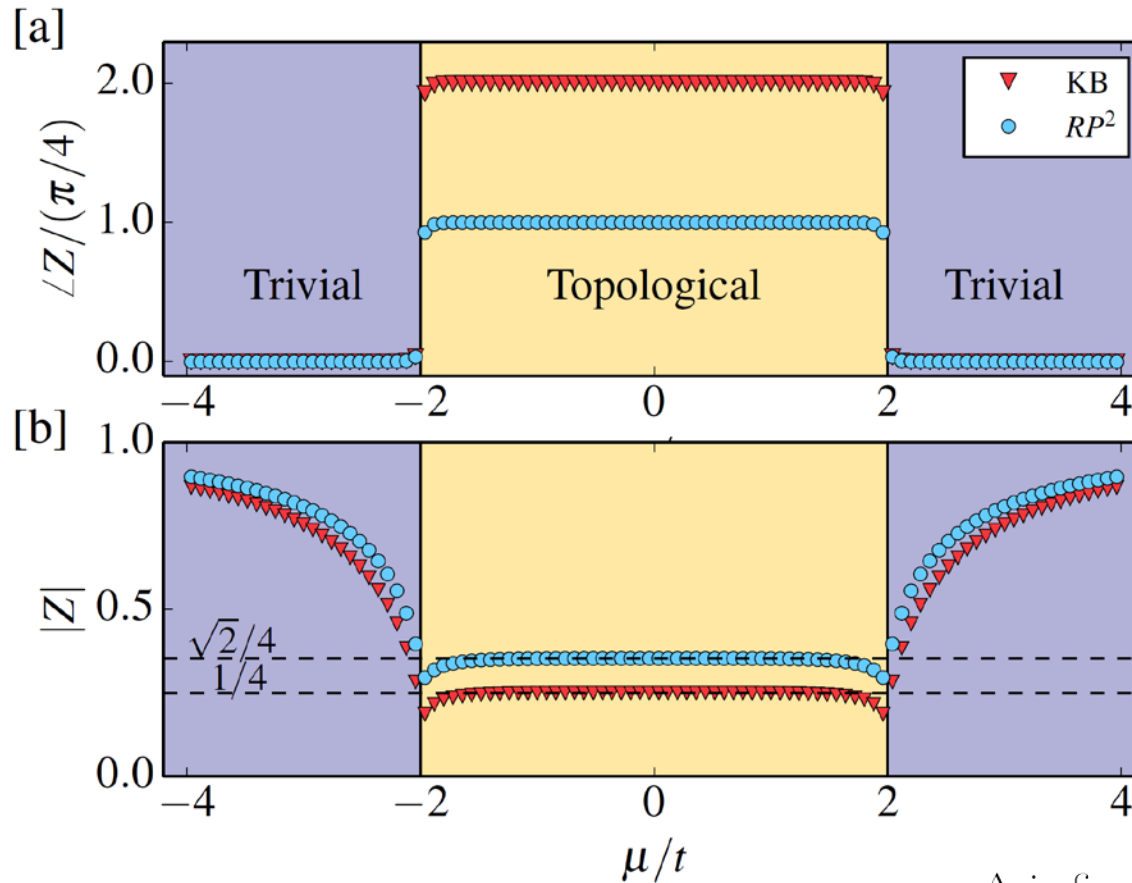 [a]
∠Z/(π/4)
2.0
1.0
0.0
KB
RP²
Trivial
Topological
Trivial
−4 −2 0 2 4
[b]
|Z|
1.0
0.5
0.0
√2/4
1/4
−4 −2 0 2 4
μ/t